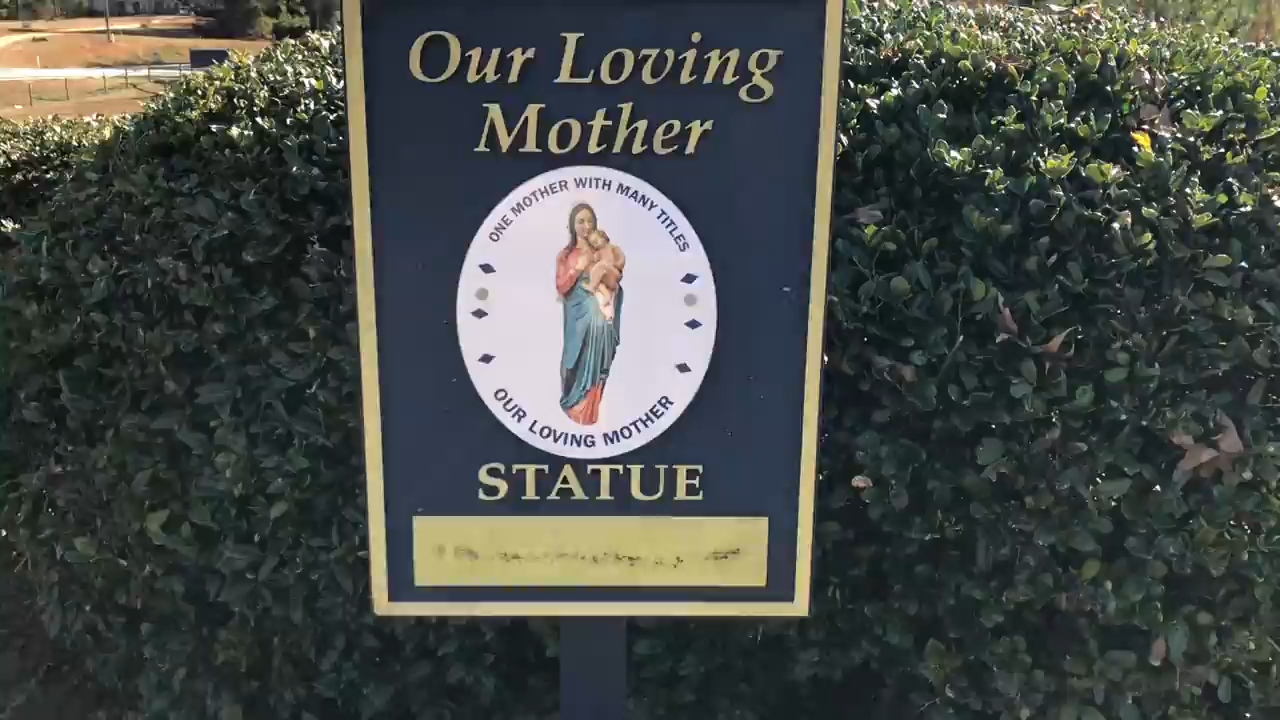 Our Loving
Mother
ONE MOTHER WITH MANY TITLES
OUR LOVING MOTHER
STATUE